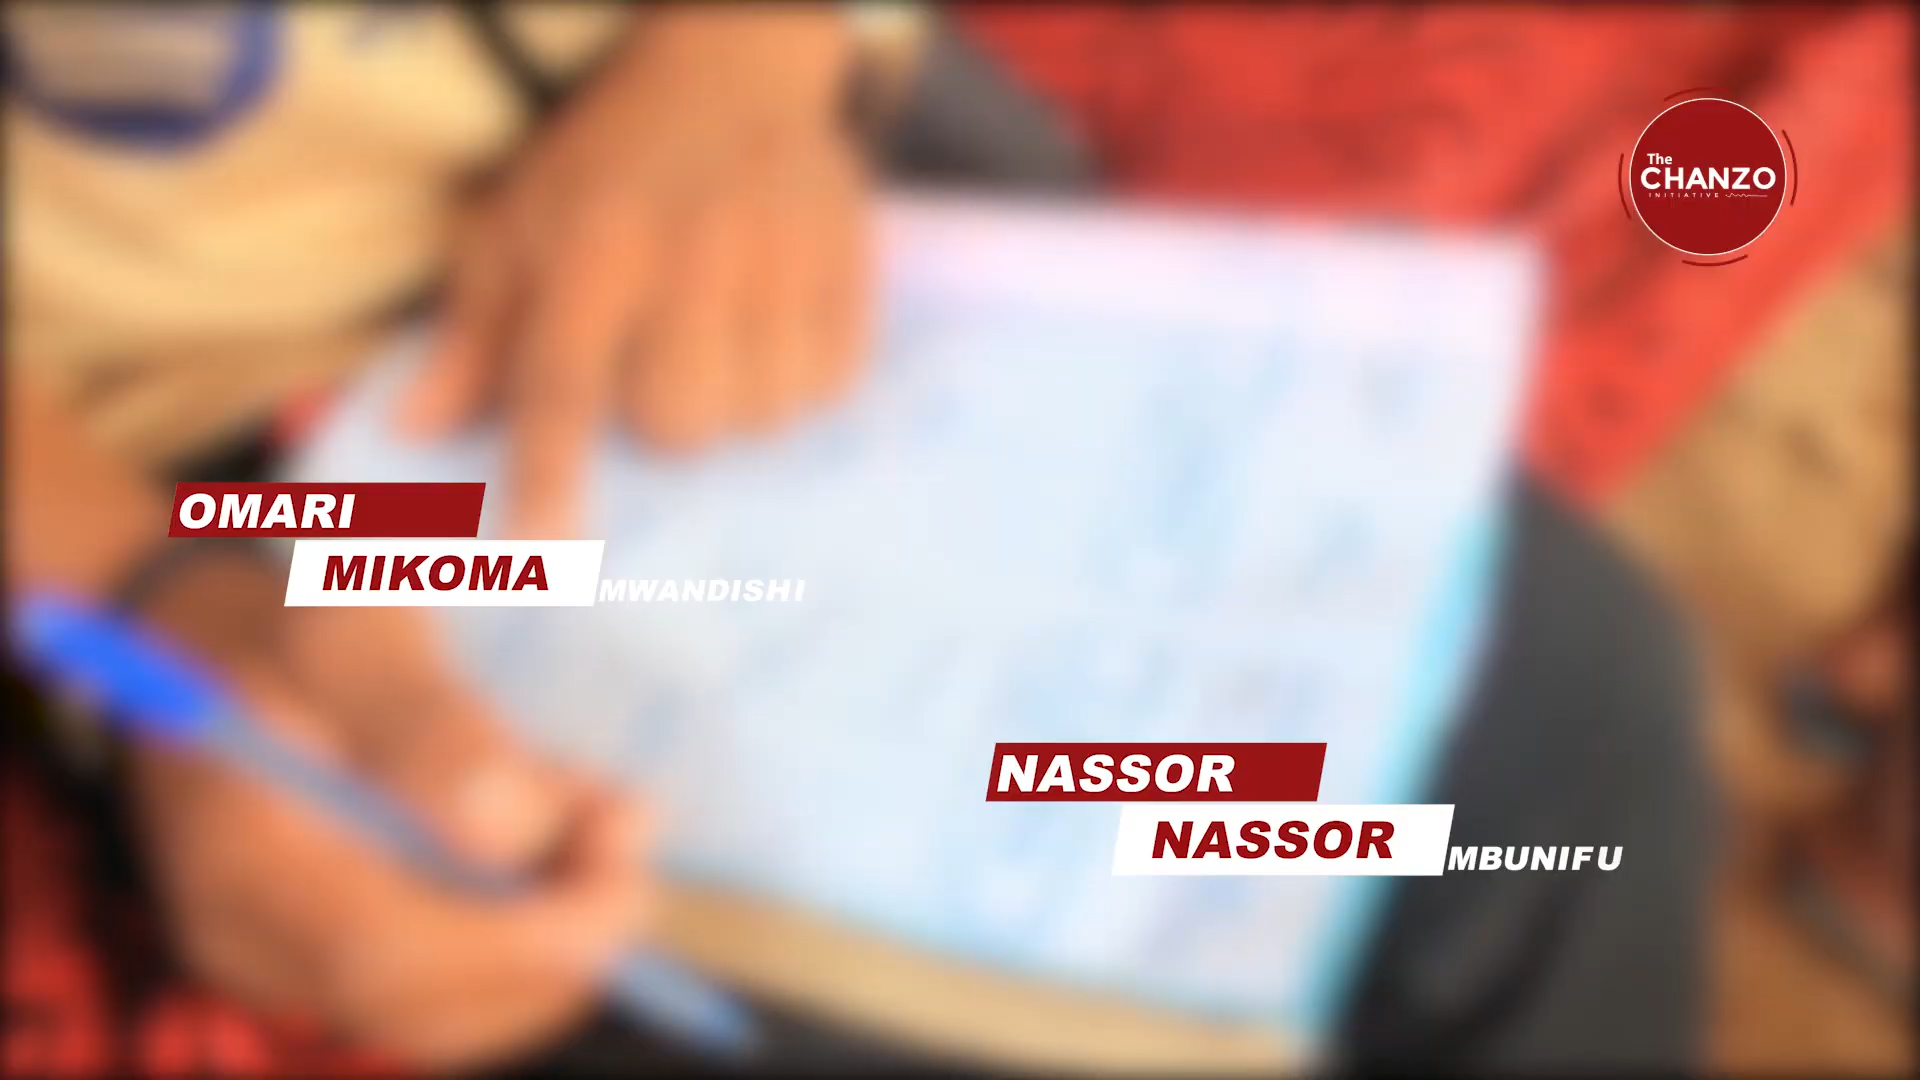 The
CHANZO
INITIATIVE
OMARI
MIKOMA
MWANDISHI
NASSOR
NASSOR
MBUNIFU